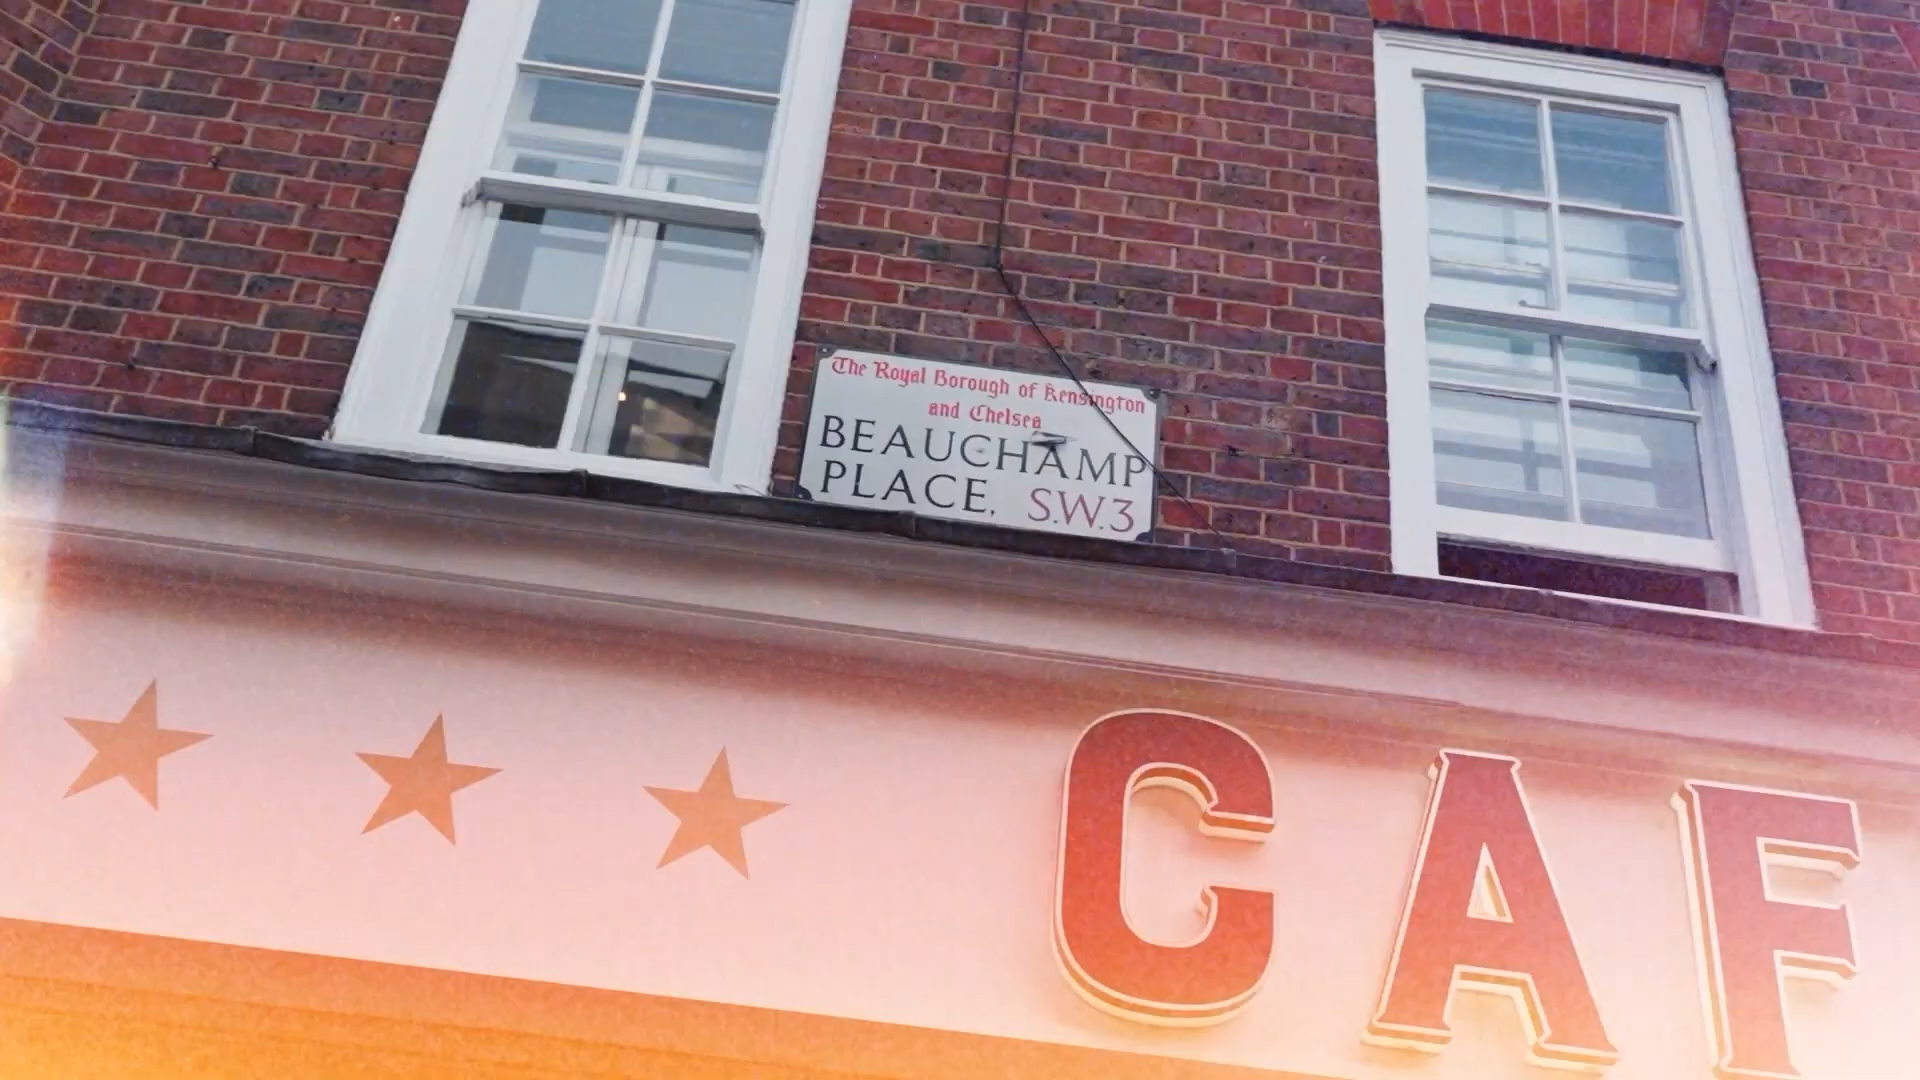 The Royal Borough of Kensington
and Chelsea
BEAUCHAMP
PLACE, S.W.3
CAF